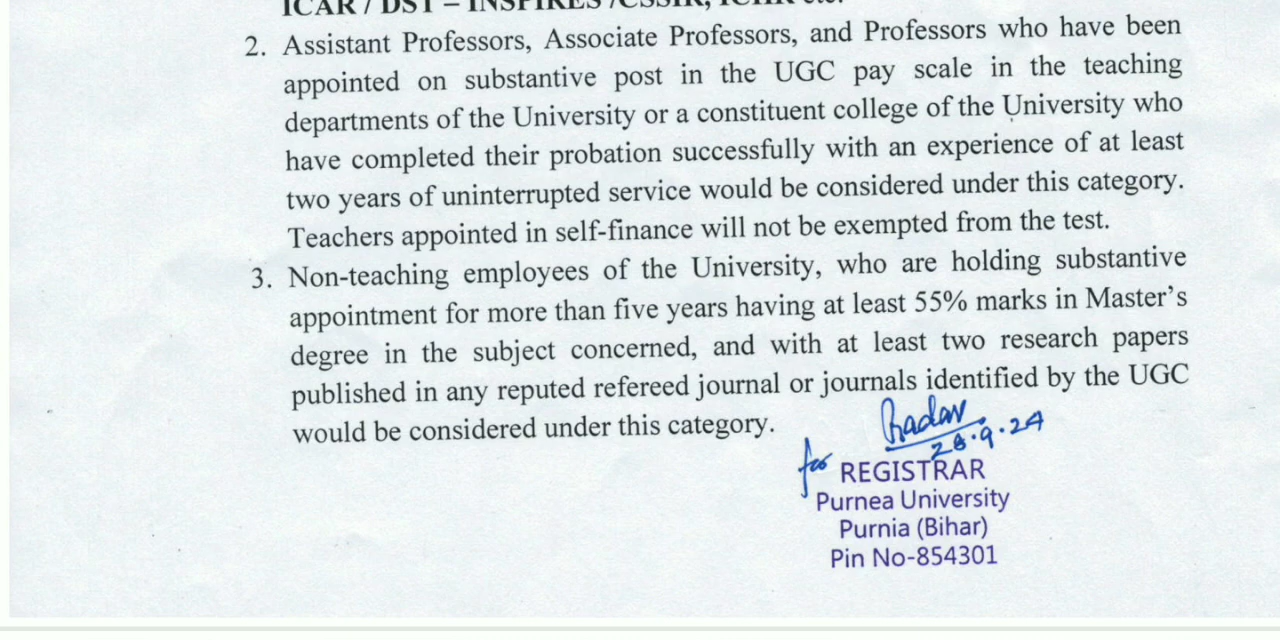 ICAR / DST – INSPIRES /CSSIR, ICHR etc.
2. Assistant Professors, Associate Professors, and Professors who have been
appointed on substantive post in the UGC pay scale in the teaching
departments of the University or a constituent college of the University who
have completed their probation successfully with an experience of at least
two years of uninterrupted service would be considered under this category.
Teachers appointed in self-finance will not be exempted from the test.
3. Non-teaching employees of the University, who are holding substantive
appointment for more than five years having at least 55% marks in Master's
degree in the subject concerned, and with at least two research papers
published in any reputed refereed journal or journals identified by the UGC
would be considered under this category.
28.9.24
for REGISTRAR
Purnea University
Purnia (Bihar)
Pin No-854301